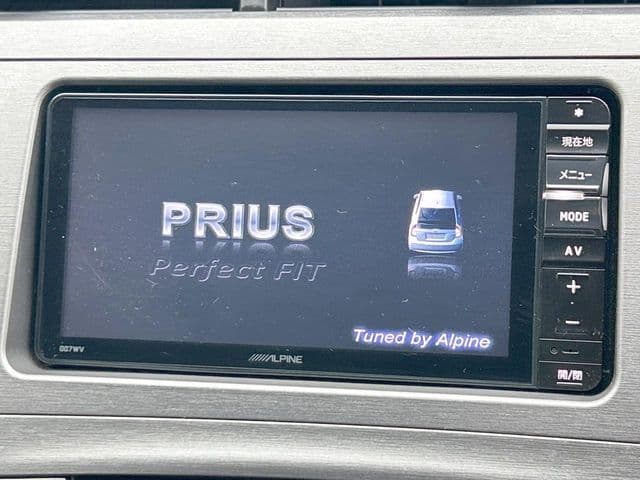 PRIUS
Perfect FIT
Tuned by Alpine
007WV
ALPINE
✱
現在地
メニュー
MODE
AV
+
−
開/閉